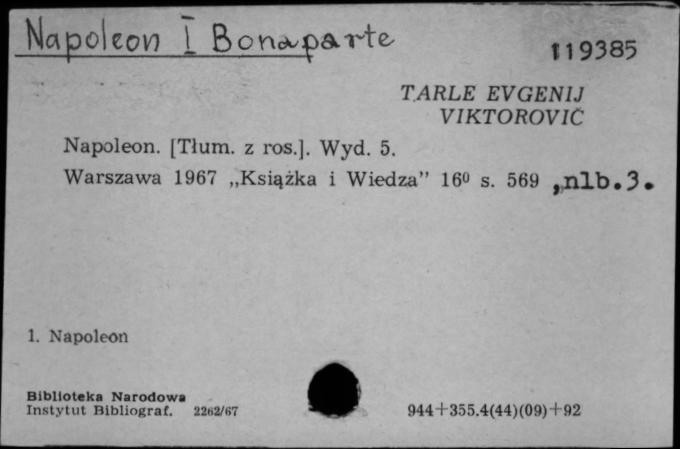 Napoleon I Bonaparte
119385
TARLE EVGENIJ
VIKTOROVIČ
Napoleon. [Tłum. z ros.]. Wyd. 5.
Warszawa 1967 „Książka i Wiedza” 16⁰ s. 569 ,nlb.3.
1. Napoleon
Biblioteka Narodowa
Instytut Bibliograf. 2262/67
944+355.4(44)(09)+92